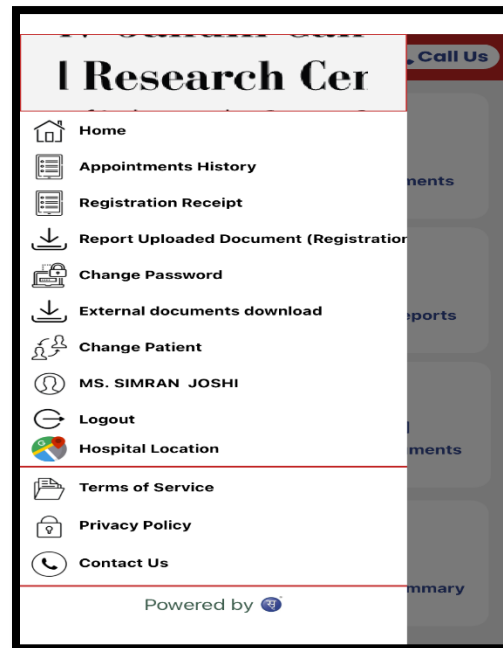 l Research Cer
Call Us
Home
Appointments History
Registration Receipt
Report Uploaded Document (Registration
Change Password
External documents download
Change Patient
MS. SIMRAN JOSHI
Logout
Hospital Location
Terms of Service
Privacy Policy
Contact Us
Powered by
ments
eports
ments
mmary